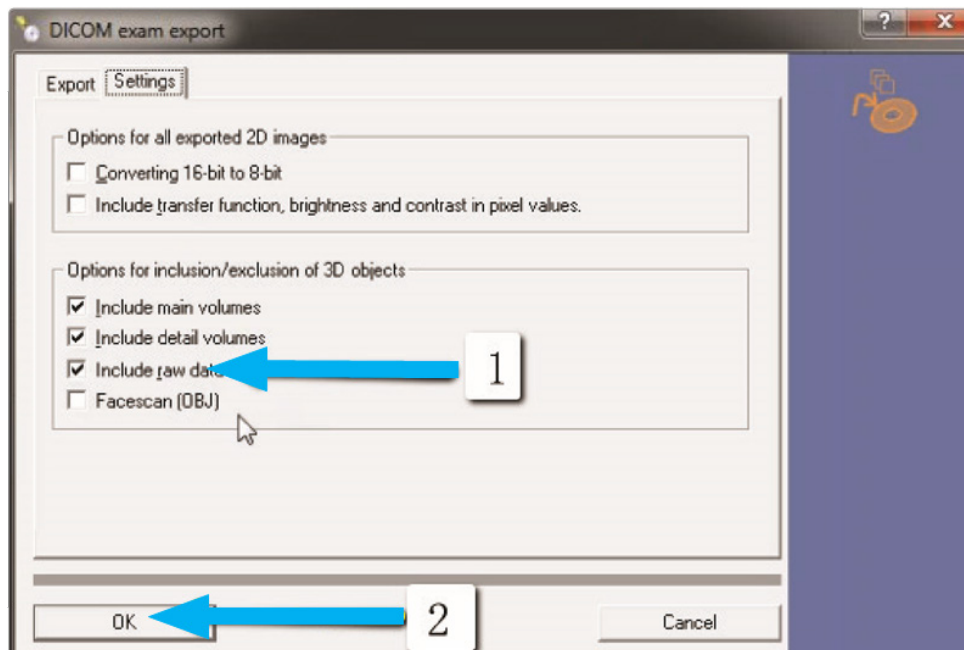 DICOM exam export
Export Settings
Options for all exported 2D images
Converting 16-bit to 8-bit
Include transfer function, brightness and contrast in pixel values.
Options for inclusion/exclusion of 3D objects
Include main volumes
Include detail volumes
Include raw
1
Facescan (OBJ)
OK
2
Cancel